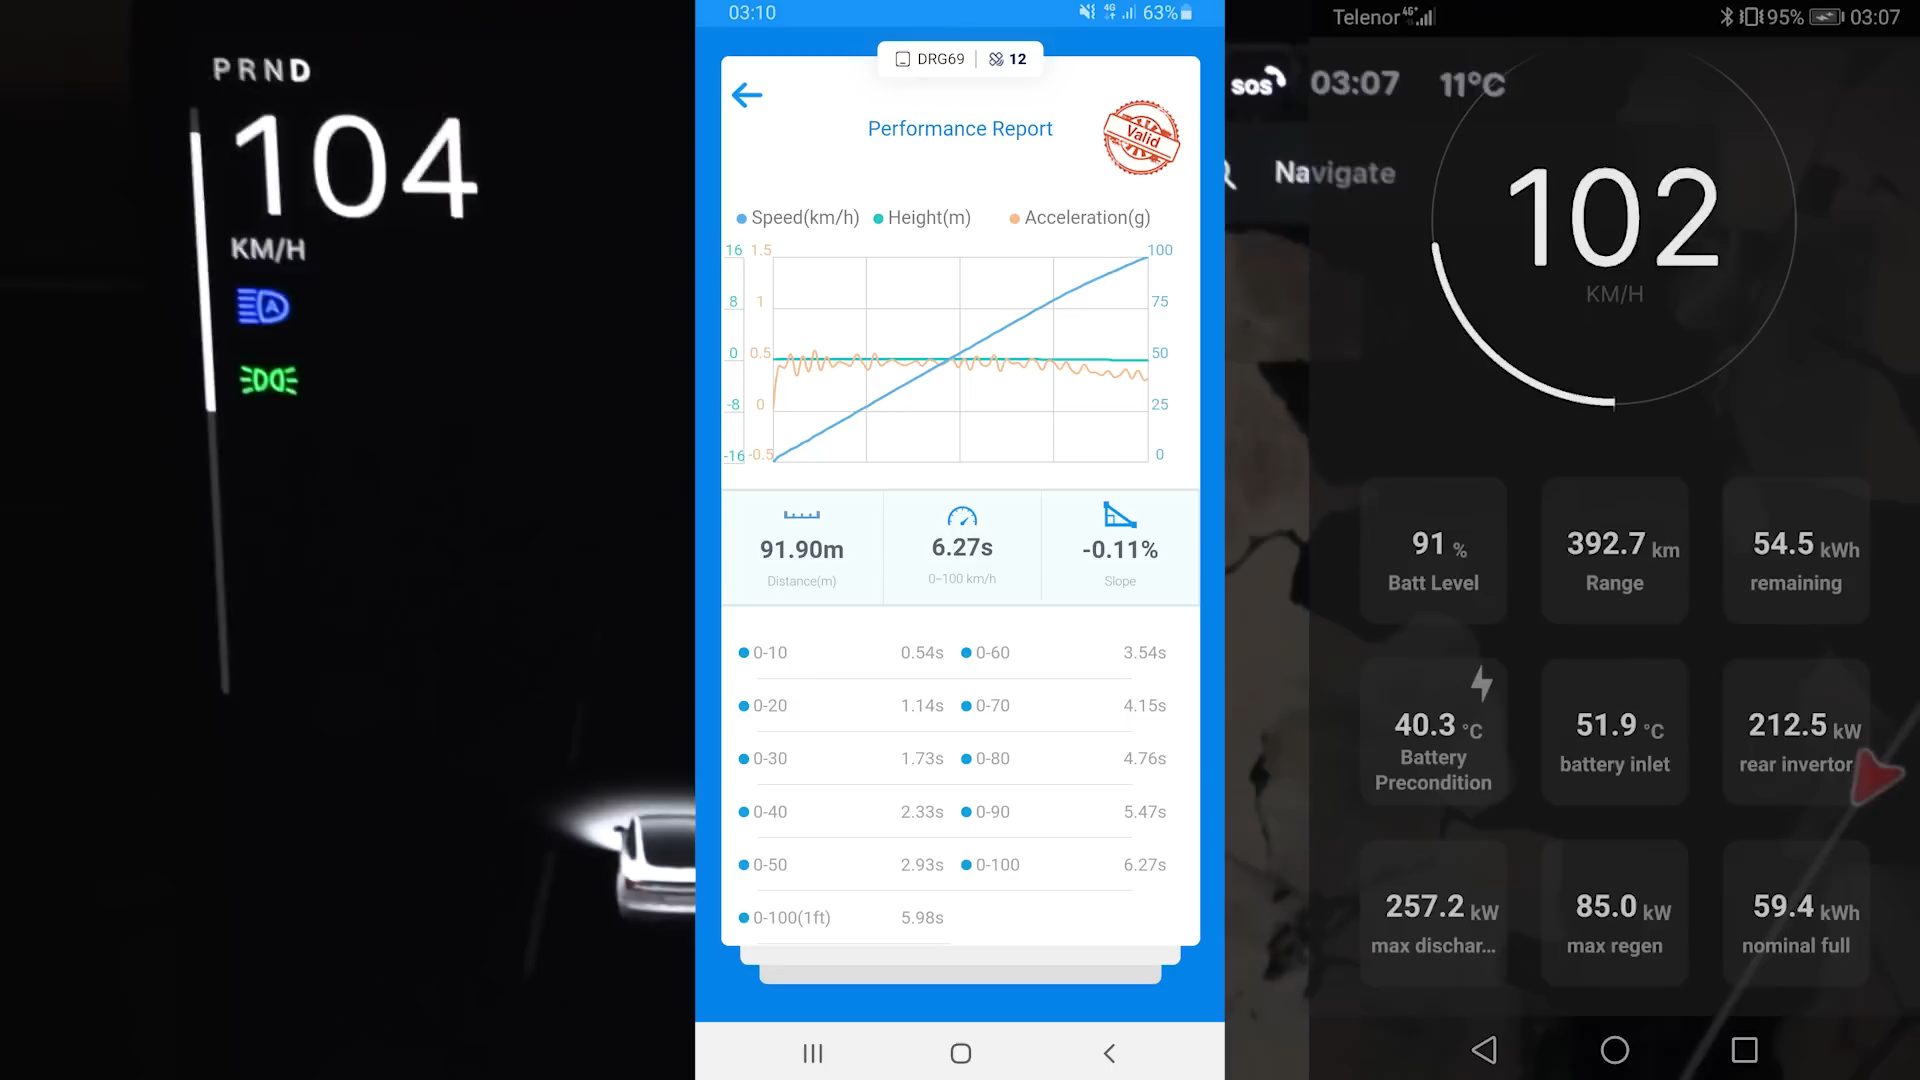 PRND
104
KM/H
A
03:10
4G
63%
DRG69
12
Performance Report
Valid
Speed(km/h)
Height(m)
Acceleration(g)
16 1.5
100
8 1
75
0 0.5
50
-8 0
25
-16 -0.5
0
91.90m
Distance(m)
6.27s
0-100 km/h
-0.11%
Slope
0-10 0.54s
0-60 3.54s
0-20 1.14s
0-70 4.15s
0-30 1.73s
0-80 4.76s
0-40 2.33s
0-90 5.47s
0-50 2.93s
0-100 6.27s
0-100(1ft) 5.98s
Telenor 4G+
95% 03:07
SOS 03:07 11°C
Navigate
102
KM/H
91 %
Batt Level
392.7 km
Range
54.5 kWh
remaining
40.3 °C
Battery
Precondition
51.9 °C
battery inlet
212.5 kW
rear invertor
257.2 kW
max dischar...
85.0 kW
max regen
59.4 kWh
nominal full